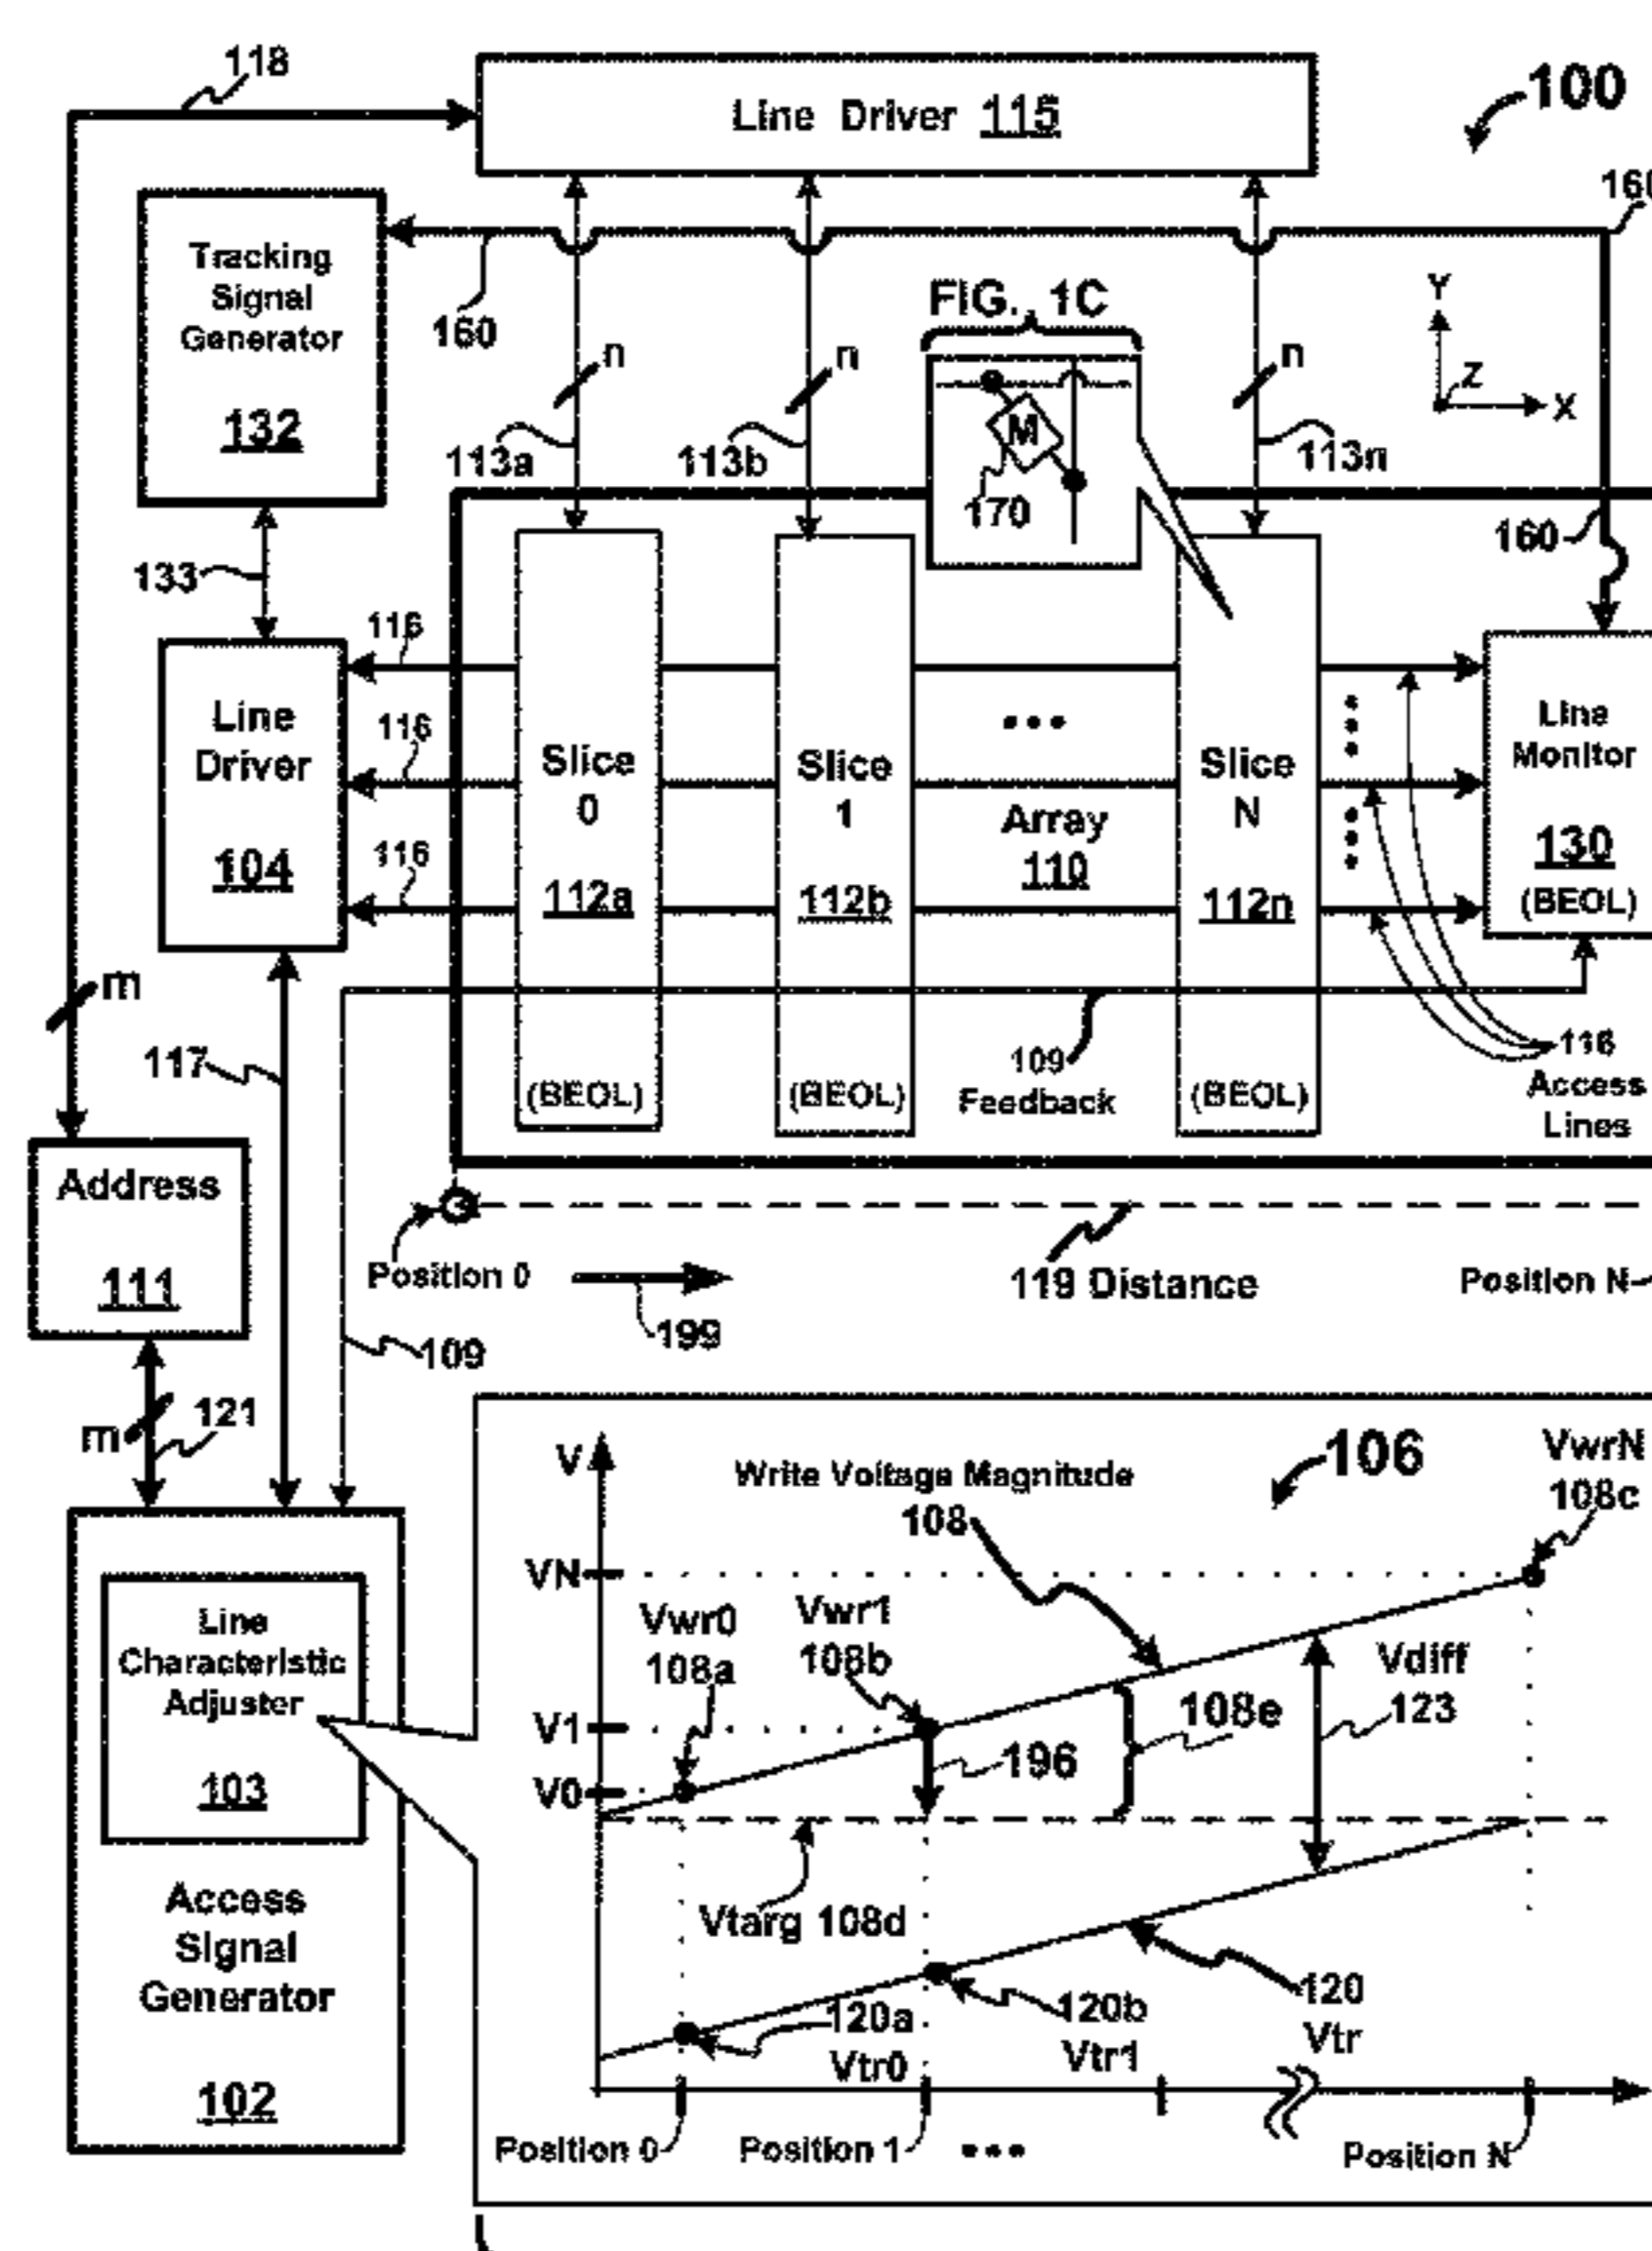 118
Line Driver 115
100
160
Tracking
Signal
Generator
132
160
FIG., 1C
Y
Z
X
n
n
n
M
170
113a
113b
113n
160
133
116
116
116
Line
Driver
104
Slice
0
112a
(BEOL)
Slice
1
112b
(BEOL)
Array
110
Slice
N
112n
(BEOL)
Line
Monitor
130
(BEOL)
109
Feedback
116
Access
Lines
m
117
Address
111
Position 0
199
119 Distance
Position N
109
m
121
106
V
Write Voltage Magnitude
108
VwrN
108c
VN
Vwr0
108a
Vwr1
108b
V1
V0
196
108e
Vdiff
123
Vtarg 108d
120a
Vtr0
120b
Vtr1
120
Vtr
Position 0
Position 1
Position N
Line
Characteristic
Adjuster
103
Access
Signal
Generator
102